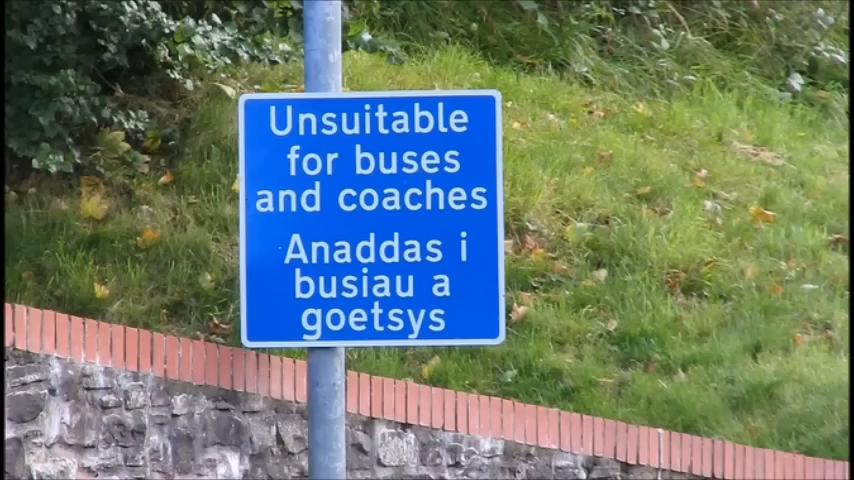 Unsuitable
for buses
and coaches
Anaddas i
busiau a
goetsys